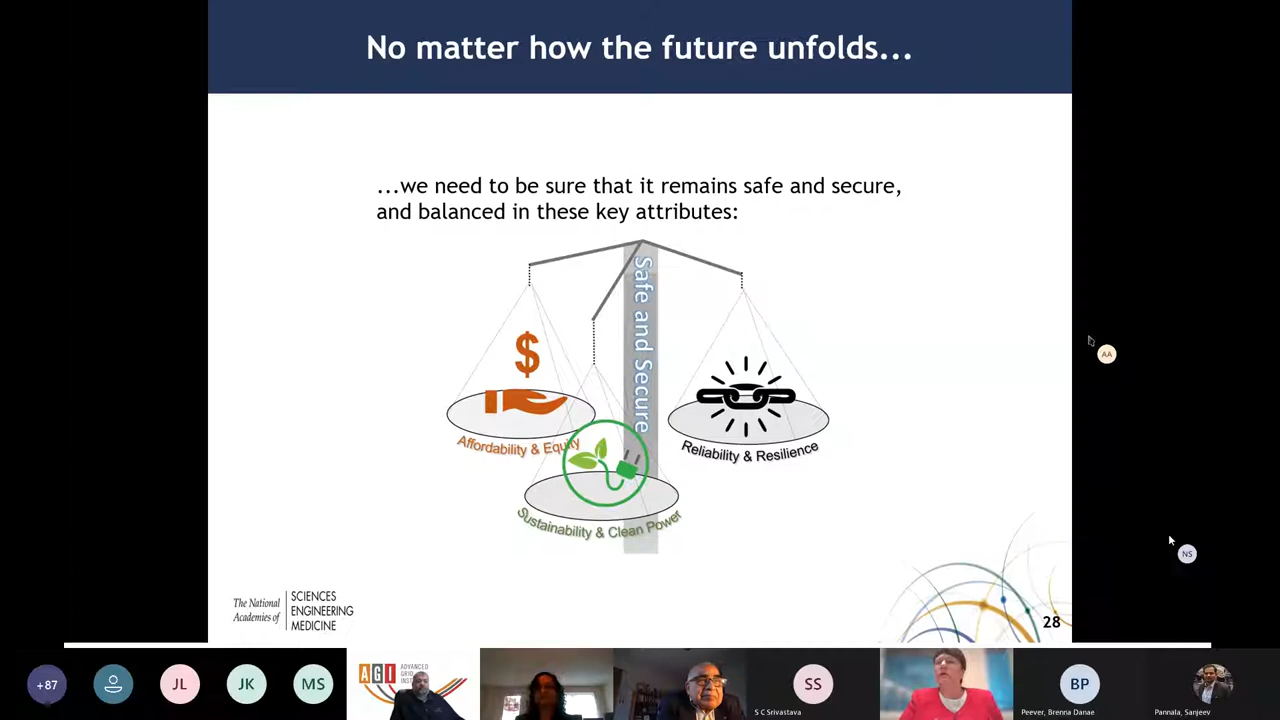 No matter how the future unfolds...
...we need to be sure that it remains safe and secure,
and balanced in these key attributes:
Safe and Secure
$
Affordability & Equity
Reliability & Resilience
Sustainability & Clean Power
The National
Academies of
SCIENCES
ENGINEERING
MEDICINE
28
AA
NS
+87
JL
JK
MS
AGI
ADVANCED
SS
S C Srivastava
BP
Peever, Brenna Danae
Pannala, Sanjeev